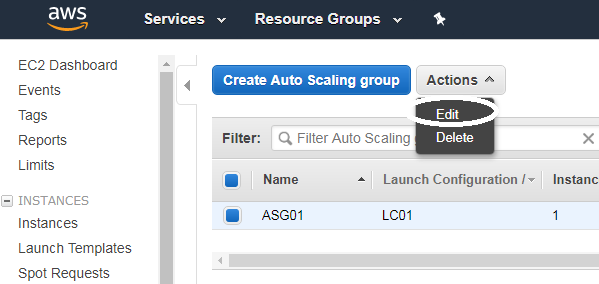 aws
Services
Resource Groups
EC2 Dashboard
Events
Tags
Reports
Limits
INSTANCES
Instances
Launch Templates
Spot Requests
Create Auto Scaling group
Actions
Edit
Delete
Filter:
Filter Auto Scaling
Name
Launch Configuration /
Instanc
ASG01
LC01
1